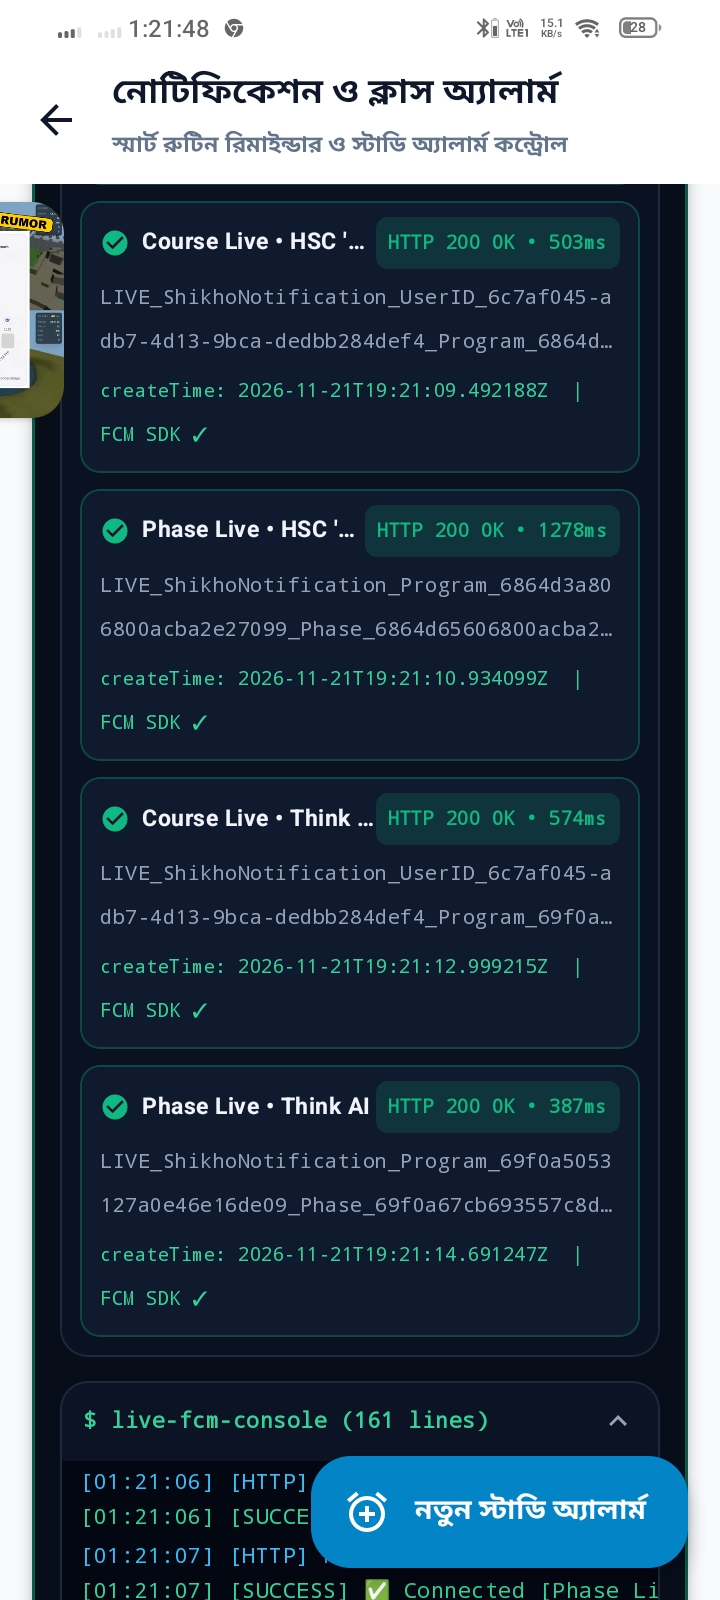 1:21:48
Vo) LTE1
15.1 KB/s
28
নোটিফিকেশন ও ক্লাস অ্যালার্ম
স্মার্ট রুটিন রিমাইন্ডার ও স্টাডি অ্যালার্ম কন্ট্রোল
RUMOR
Course Live • HSC '... HTTP 200 OK • 503ms
LIVE_ShikhoNotification_UserID_6c7af045-a
db7-4d13-9bca-dedbb284def4_Program_6864d…
createTime: 2026-11-21T19:21:09.492188Z |
FCM SDK ✓
Phase Live • HSC '... HTTP 200 OK • 1278ms
LIVE_ShikhoNotification_Program_6864d3a80
6800acba2e27099_Phase_6864d65606800acba2…
createTime: 2026-11-21T19:21:10.934099Z |
FCM SDK ✓
Course Live • Think ... HTTP 200 OK • 574ms
LIVE_ShikhoNotification_UserID_6c7af045-a
db7-4d13-9bca-dedbb284def4_Program_69f0a…
createTime: 2026-11-21T19:21:12.999215Z |
FCM SDK ✓
Phase Live • Think AI HTTP 200 OK • 387ms
LIVE_ShikhoNotification_Program_69f0a5053
127a0e46e16de09_Phase_69f0a67cb693557c8d…
createTime: 2026-11-21T19:21:14.691247Z |
FCM SDK ✓
$ live-fcm-console (161 lines)
[01:21:06] [HTTP]
[01:21:06] [SUCCE
[01:21:07] [HTTP]
[01:21:07] [SUCCESS] ✅ Connected [Phase Li
নতুন স্টাডি অ্যালার্ম